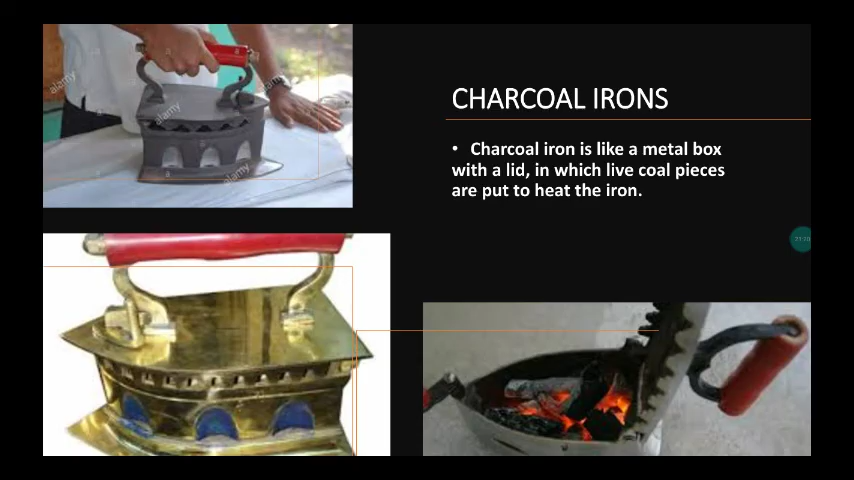 alamy
alamy
alamy
alamy
a
a
a
CHARCOAL IRONS
• Charcoal iron is like a metal box
with a lid, in which live coal pieces
are put to heat the iron.